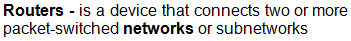 Routers - is a device that connects two or more
packet-switched networks or subnetworks